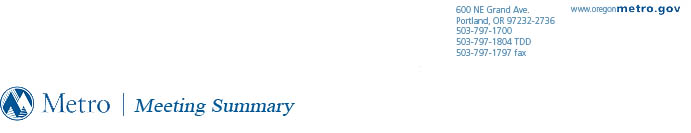 600 NE Grand Ave.
Portland, OR 97232-2736
503-797-1700
503-797-1804 TDD
503-797-1797 fax
www.oregonmetro.gov
Metro | Meeting Summary